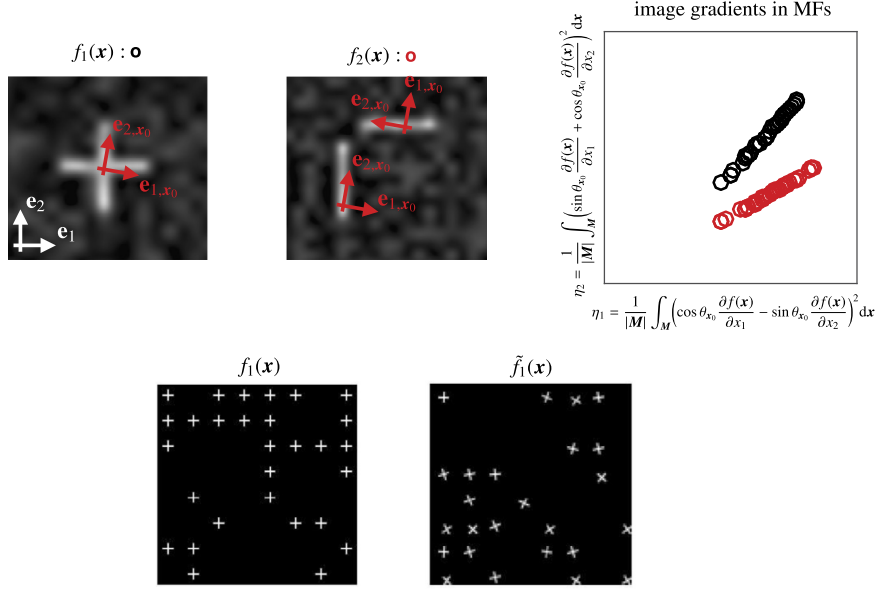 image gradients in MFs
f₁(x) : o
f₂(x) : o
e₂,ₓ₀
e₁,ₓ₀
e₂
e₁
e₁,ₓ₀
e₂,ₓ₀
e₂,ₓ₀
e₁,ₓ₀
η₂ = 1/|M| ∫_M (sin θₓ₀ ∂f(x)/∂x₁ + cos θₓ₀ ∂f(x)/∂x₂)² dx
η₁ = 1/|M| ∫_M (cos θₓ₀ ∂f(x)/∂x₁ − sin θₓ₀ ∂f(x)/∂x₂)² dx
f₁(x)
f̃₁(x)